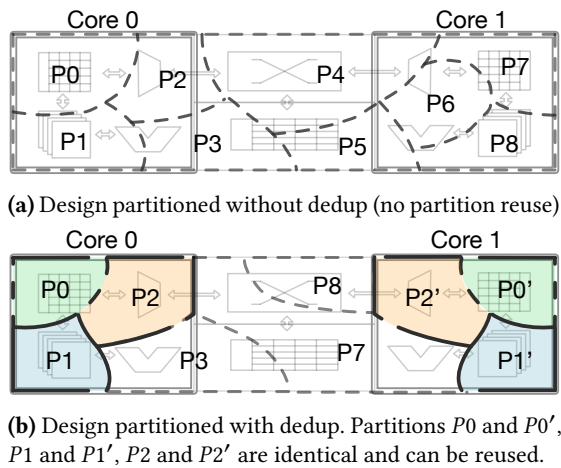 Core 0 Core 1
P0 P2 P4 P7
P6
P1 P3 P5 P8
(a) Design partitioned without dedup (no partition reuse)
Core 0 Core 1
P0 P2 P8 P2' P0'
P1 P3 P7 P1'
(b) Design partitioned with dedup. Partitions P0 and P0′,
P1 and P1′, P2 and P2′ are identical and can be reused.